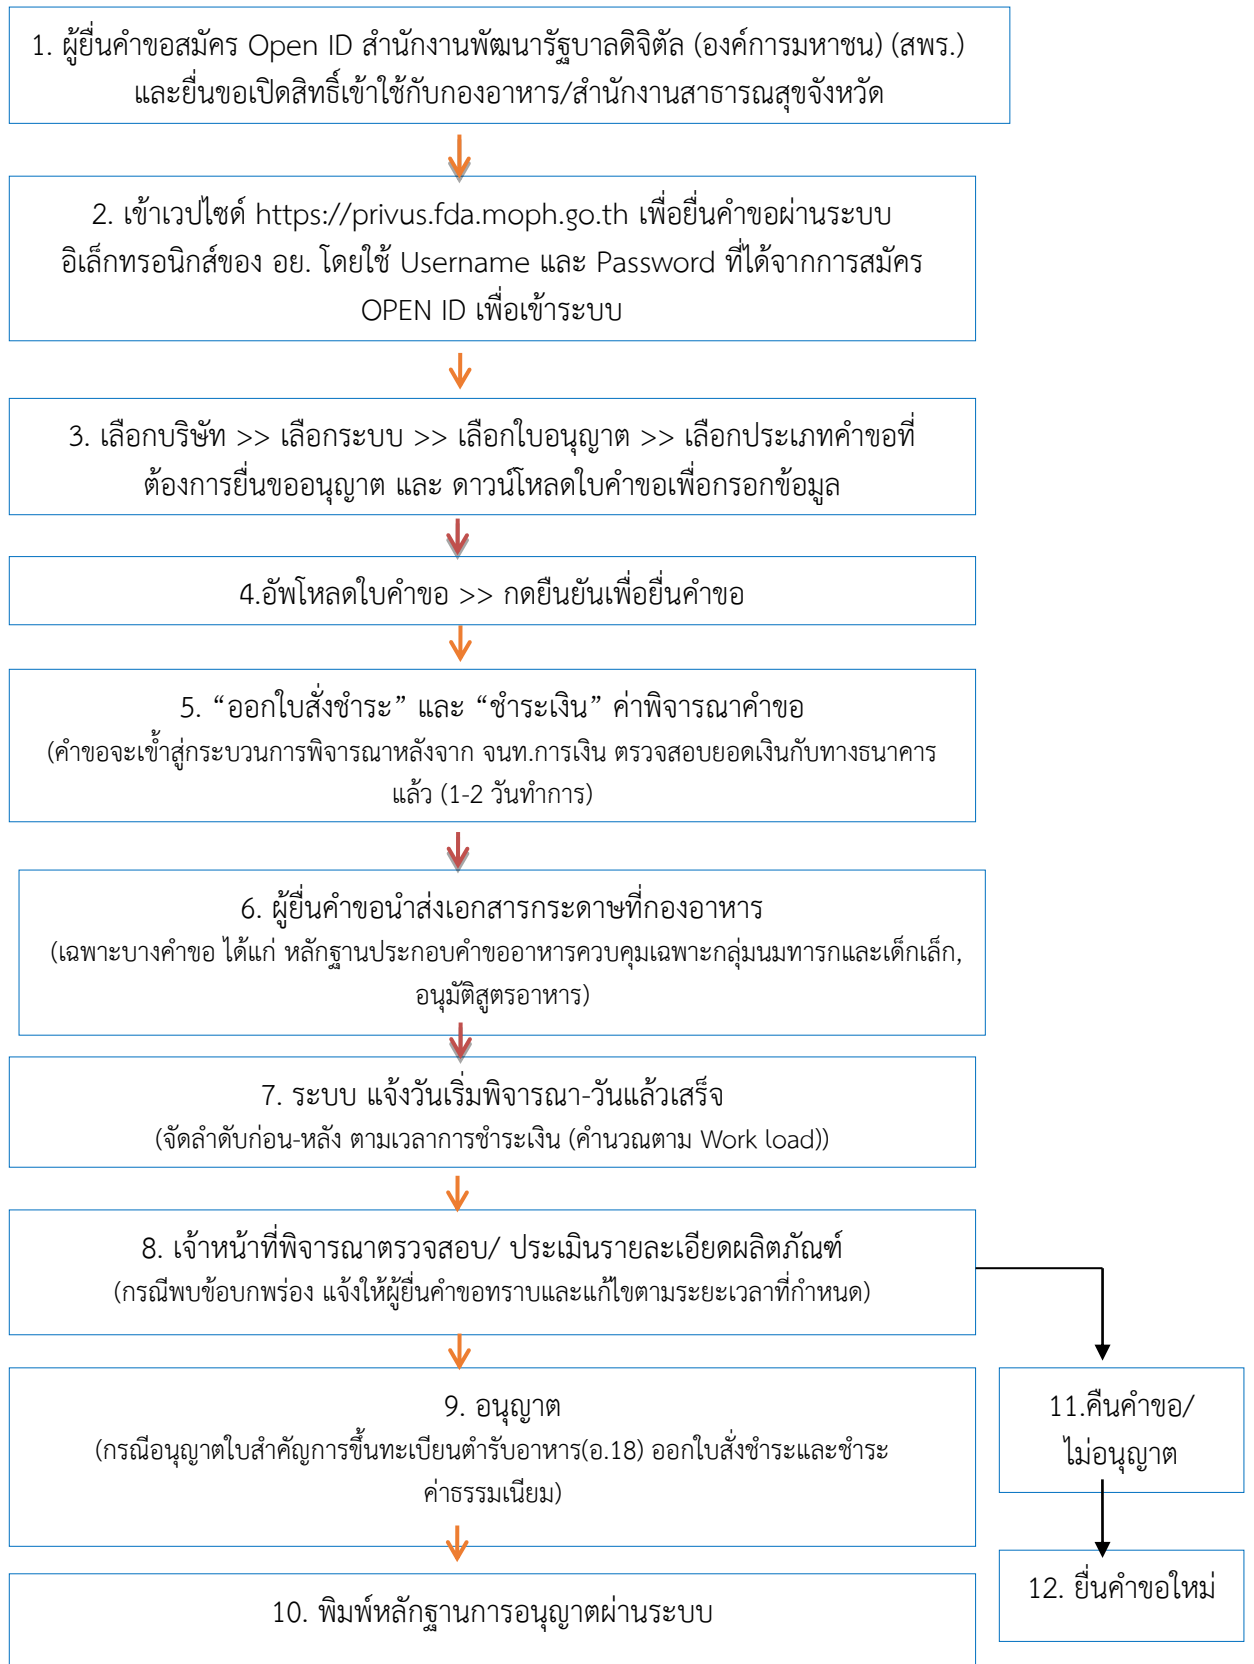 1. ผู้ยื่นคำขอสมัคร Open ID สำนักงานพัฒนารัฐบาลดิจิตัล (องค์การมหาชน) (สพร.)
และยื่นขอเปิดสิทธิ์เข้าใช้กับกองอาหาร/สำนักงานสาธารณสุขจังหวัด
2. เข้าเวปไซด์ https://privus.fda.moph.go.th เพื่อยื่นคำขอผ่านระบบ
อิเล็กทรอนิกส์ของ อย. โดยใช้ Username และ Password ที่ได้จากการสมัคร
OPEN ID เพื่อเข้าระบบ
3. เลือกบริษัท >> เลือกระบบ >> เลือกใบอนุญาต >> เลือกประเภทคำขอที่
ต้องการยื่นขออนุญาต และ ดาวน์โหลดใบคำขอเพื่อกรอกข้อมูล
4.อัพโหลดใบคำขอ >> กดยืนยันเพื่อยื่นคำขอ
5. “ออกใบสั่งชำระ” และ “ชำระเงิน” ค่าพิจารณาคำขอ
(คำขอจะเข้าสู่กระบวนการพิจารณาหลังจาก จนท.การเงิน ตรวจสอบยอดเงินกับทางธนาคาร
แล้ว (1-2 วันทำการ)
6. ผู้ยื่นคำขอนำส่งเอกสารกระดาษที่กองอาหาร
(เฉพาะบางคำขอ ได้แก่ หลักฐานประกอบคำขออาหารควบคุมเฉพาะกลุ่มนมทารกและเด็กเล็ก,
อนุมัติสูตรอาหาร)
7. ระบบ แจ้งวันเริ่มพิจารณา-วันแล้วเสร็จ
(จัดลำดับก่อน-หลัง ตามเวลาการชำระเงิน (คำนวณตาม Work load))
8. เจ้าหน้าที่พิจารณาตรวจสอบ/ ประเมินรายละเอียดผลิตภัณฑ์
(กรณีพบข้อบกพร่อง แจ้งให้ผู้ยื่นคำขอทราบและแก้ไขตามระยะเวลาที่กำหนด)
9. อนุญาต
(กรณีอนุญาตใบสำคัญการขึ้นทะเบียนตำรับอาหาร(อ.18) ออกใบสั่งชำระและชำระ
ค่าธรรมเนียม)
10. พิมพ์หลักฐานการอนุญาตผ่านระบบ
11.คืนคำขอ/
ไม่อนุญาต
12. ยื่นคำขอใหม่